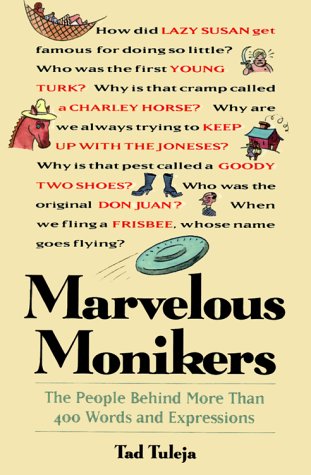 How did LAZY SUSAN get
famous for doing so little?
Who was the first YOUNG
TURK? Why is that cramp called
a CHARLEY HORSE? Why are
we always trying to KEEP
UP WITH THE JONESES?
Why is that pest called a GOODY
TWO SHOES? Who was the
original DON JUAN? When
we fling a FRISBEE, whose name
goes flying?
Marvelous
Monikers
The People Behind More Than
400 Words and Expressions
Tad Tuleja